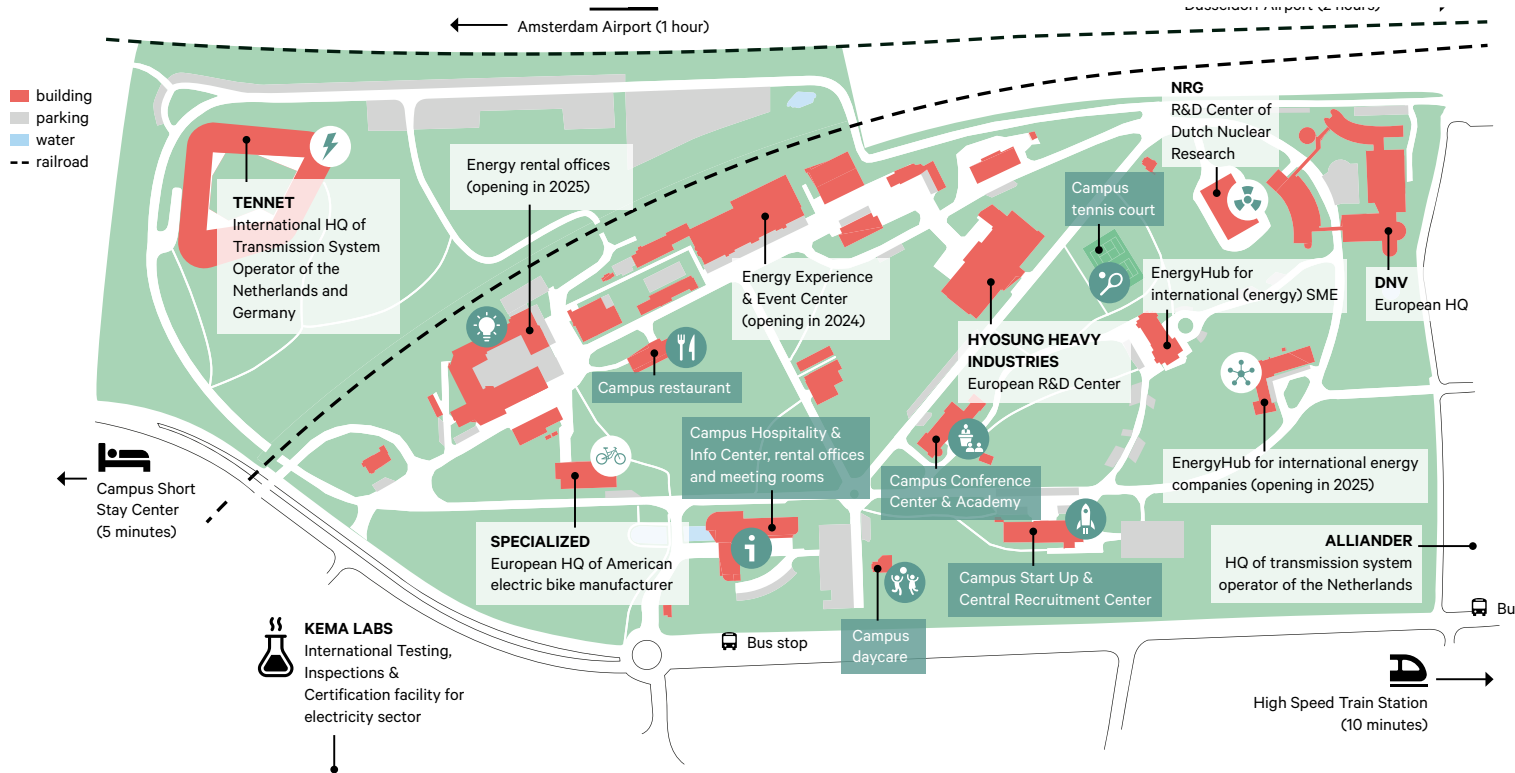 Amsterdam Airport (1 hour)
Dusseldorf Airport (2 hours)
building
parking
water
railroad
NRG
R&D Center of
Dutch Nuclear
Research
Energy rental offices
(opening in 2025)
TENNET
International HQ of
Transmission System
Operator of the
Netherlands and
Germany
Campus
tennis court
Energy Experience
& Event Center
(opening in 2024)
EnergyHub for
international (energy) SME
DNV
European HQ
HYOSUNG HEAVY
INDUSTRIES
European R&D Center
Campus restaurant
Campus Hospitality &
Info Center, rental offices
and meeting rooms
Campus Conference
Center & Academy
EnergyHub for international energy
companies (opening in 2025)
Campus Short
Stay Center
(5 minutes)
SPECIALIZED
European HQ of American
electric bike manufacturer
ALLIANDER
HQ of transmission system
operator of the Netherlands
Campus Start Up &
Central Recruitment Center
Bu
KEMA LABS
International Testing,
Inspections &
Certification facility for
electricity sector
Bus stop
Campus
daycare
High Speed Train Station
(10 minutes)